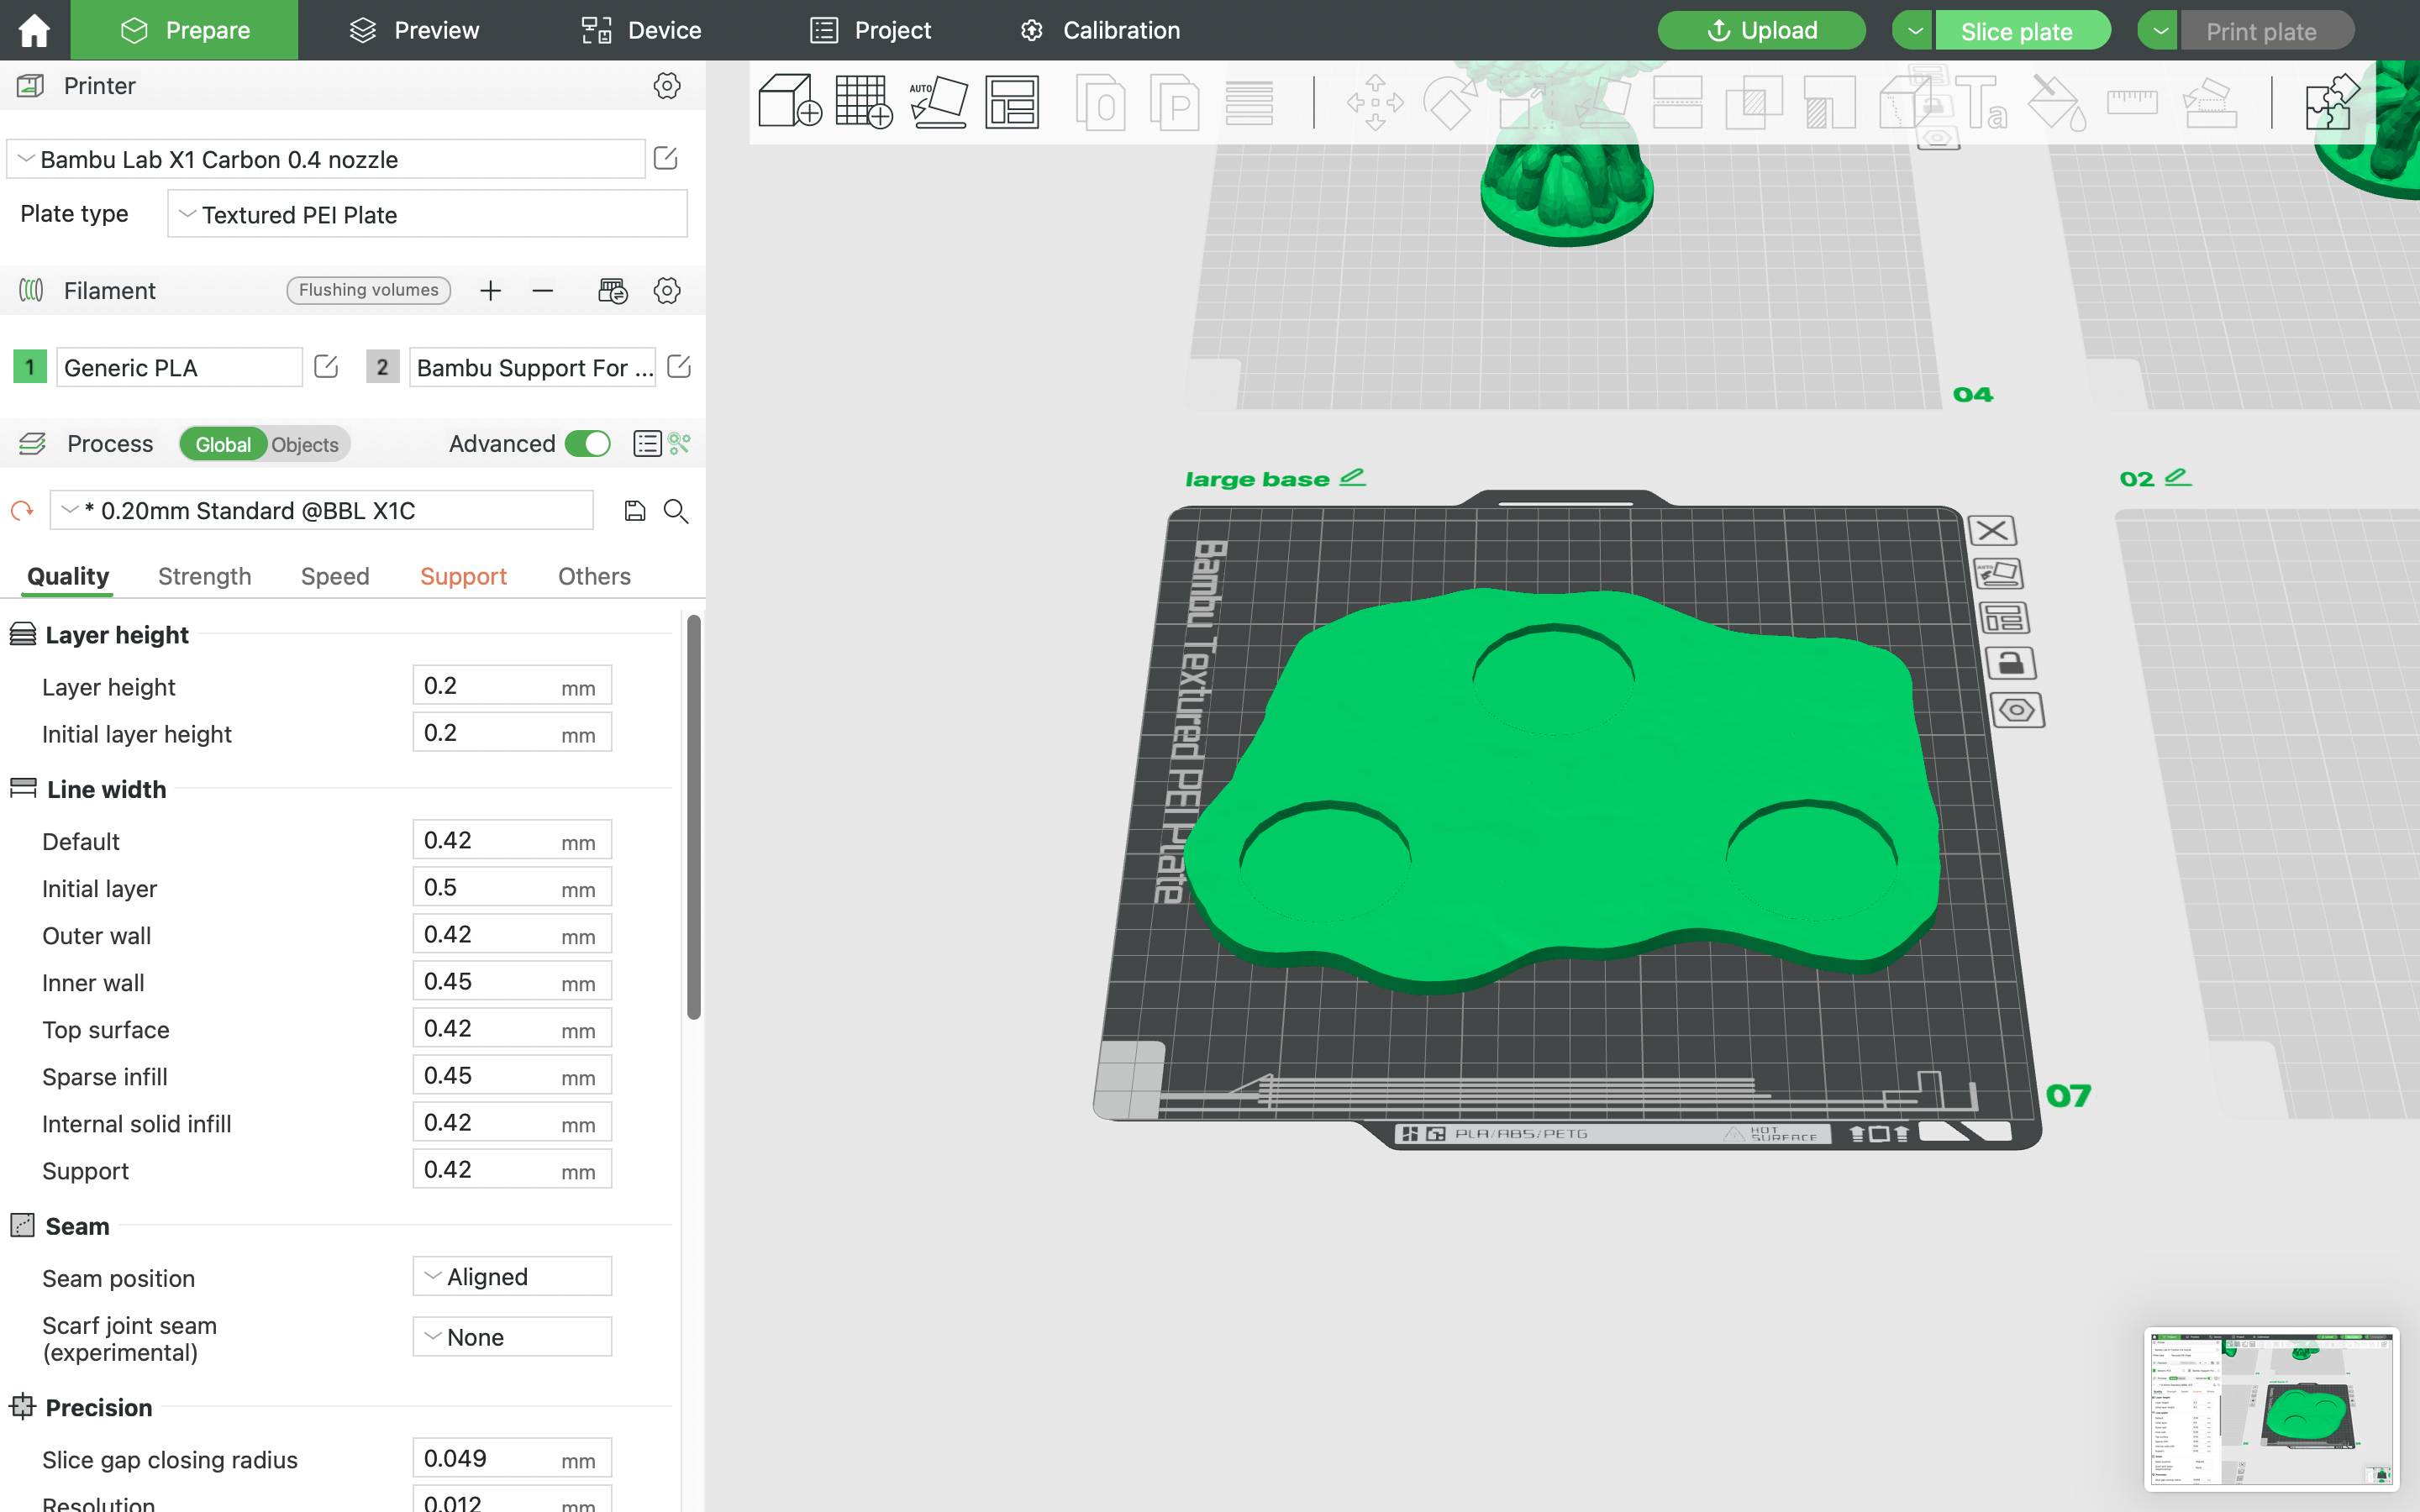 Prepare
Preview
Device
Project
Calibration
Upload
Slice plate
Print plate
Printer
Bambu Lab X1 Carbon 0.4 nozzle
Plate type
Textured PEI Plate
Filament
Flushing volumes
1
Generic PLA
2
Bambu Support For ...
Process
Global
Objects
Advanced
* 0.20mm Standard @BBL X1C
Quality
Strength
Speed
Support
Others
Layer height
Layer height
0.2 mm
Initial layer height
0.2 mm
Line width
Default
0.42 mm
Initial layer
0.5 mm
Outer wall
0.42 mm
Inner wall
0.45 mm
Top surface
0.42 mm
Sparse infill
0.45 mm
Internal solid infill
0.42 mm
Support
0.42 mm
Seam
Seam position
Aligned
Scarf joint seam
(experimental)
None
Precision
Slice gap closing radius
0.049 mm
Resolution
0.012 mm
AUTO
O
P
Ta
04
large base
02
Bambu Textured PEI Plate
AUTO
07
PLA/ABS/PETG
HOT
SURFACE